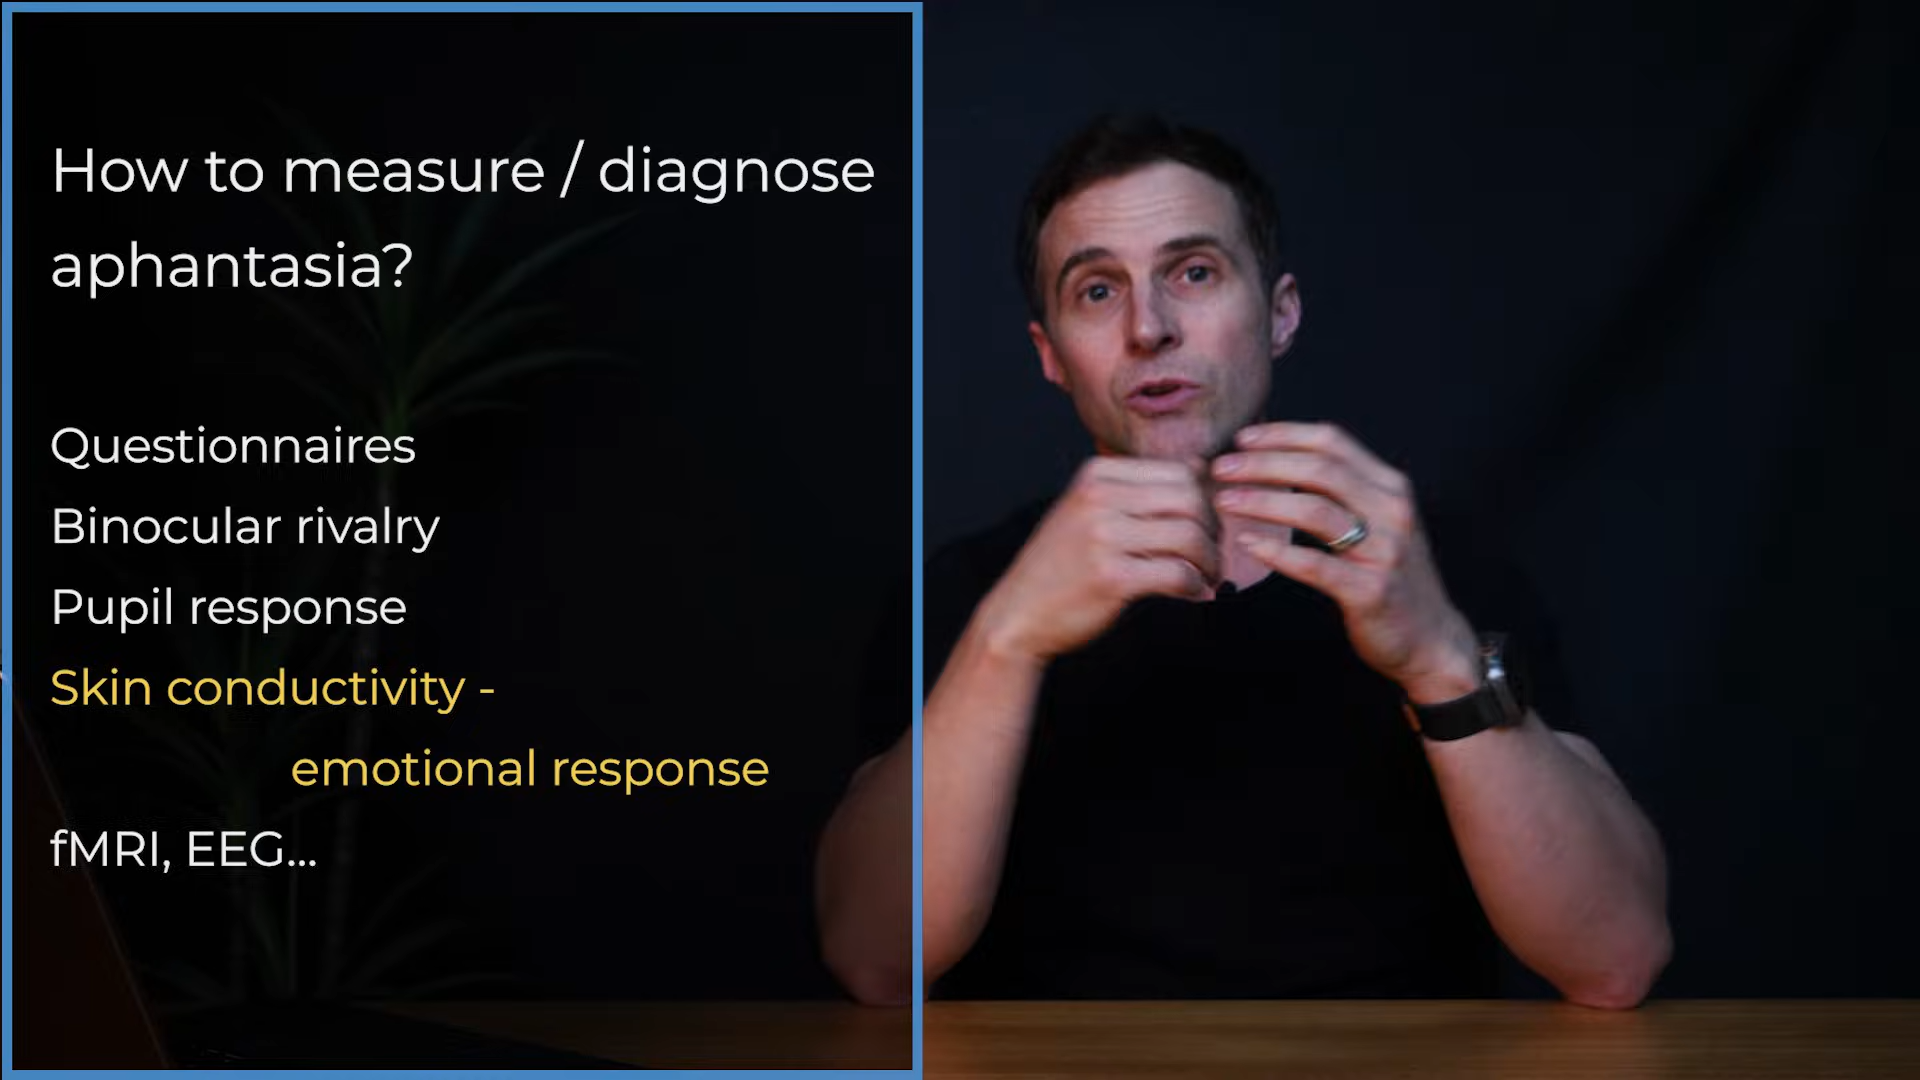 How to measure / diagnose
aphantasia?
Questionnaires
Binocular rivalry
Pupil response
Skin conductivity -
emotional response
fMRI, EEG...